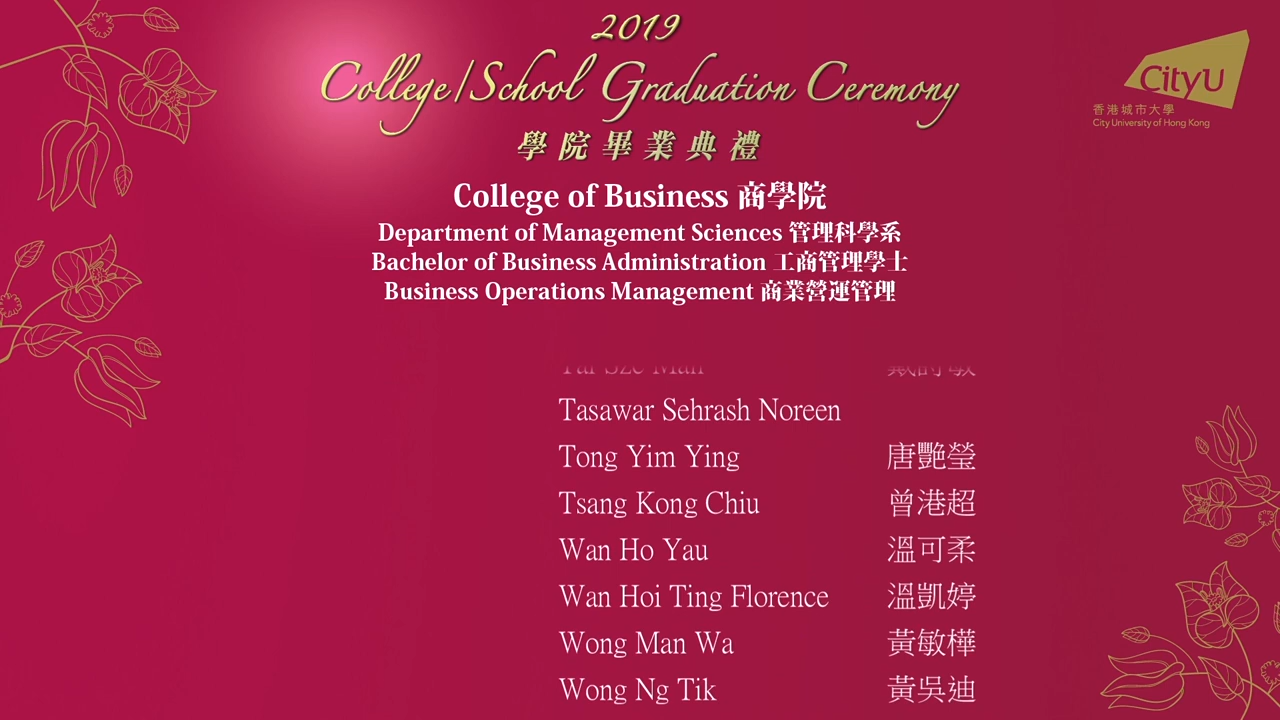 2019
College/School Graduation Ceremony
學院畢業典禮
CityU
香港城市大學
City University of Hong Kong
College of Business 商學院
Department of Management Sciences 管理科學系
Bachelor of Business Administration 工商管理學士
Business Operations Management 商業營運管理
Tasawar Sehrash Noreen
Tong Yim Ying 唐艷瑩
Tsang Kong Chiu 曾港超
Wan Ho Yau 溫可柔
Wan Hoi Ting Florence 溫凱婷
Wong Man Wa 黃敏樺
Wong Ng Tik 黃吳迪